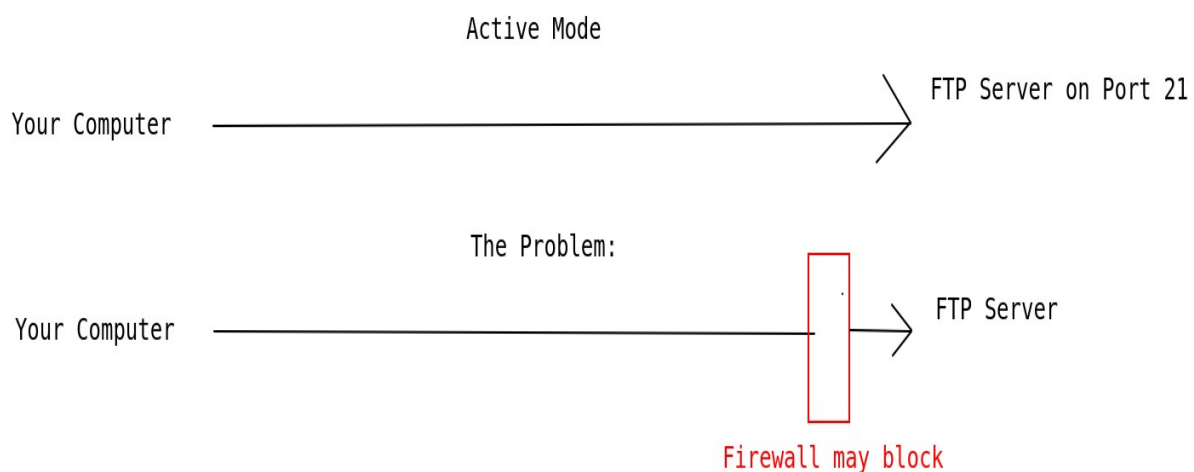 Active Mode
FTP Server on Port 21
Your Computer
The Problem:
FTP Server
Your Computer
Firewall may block